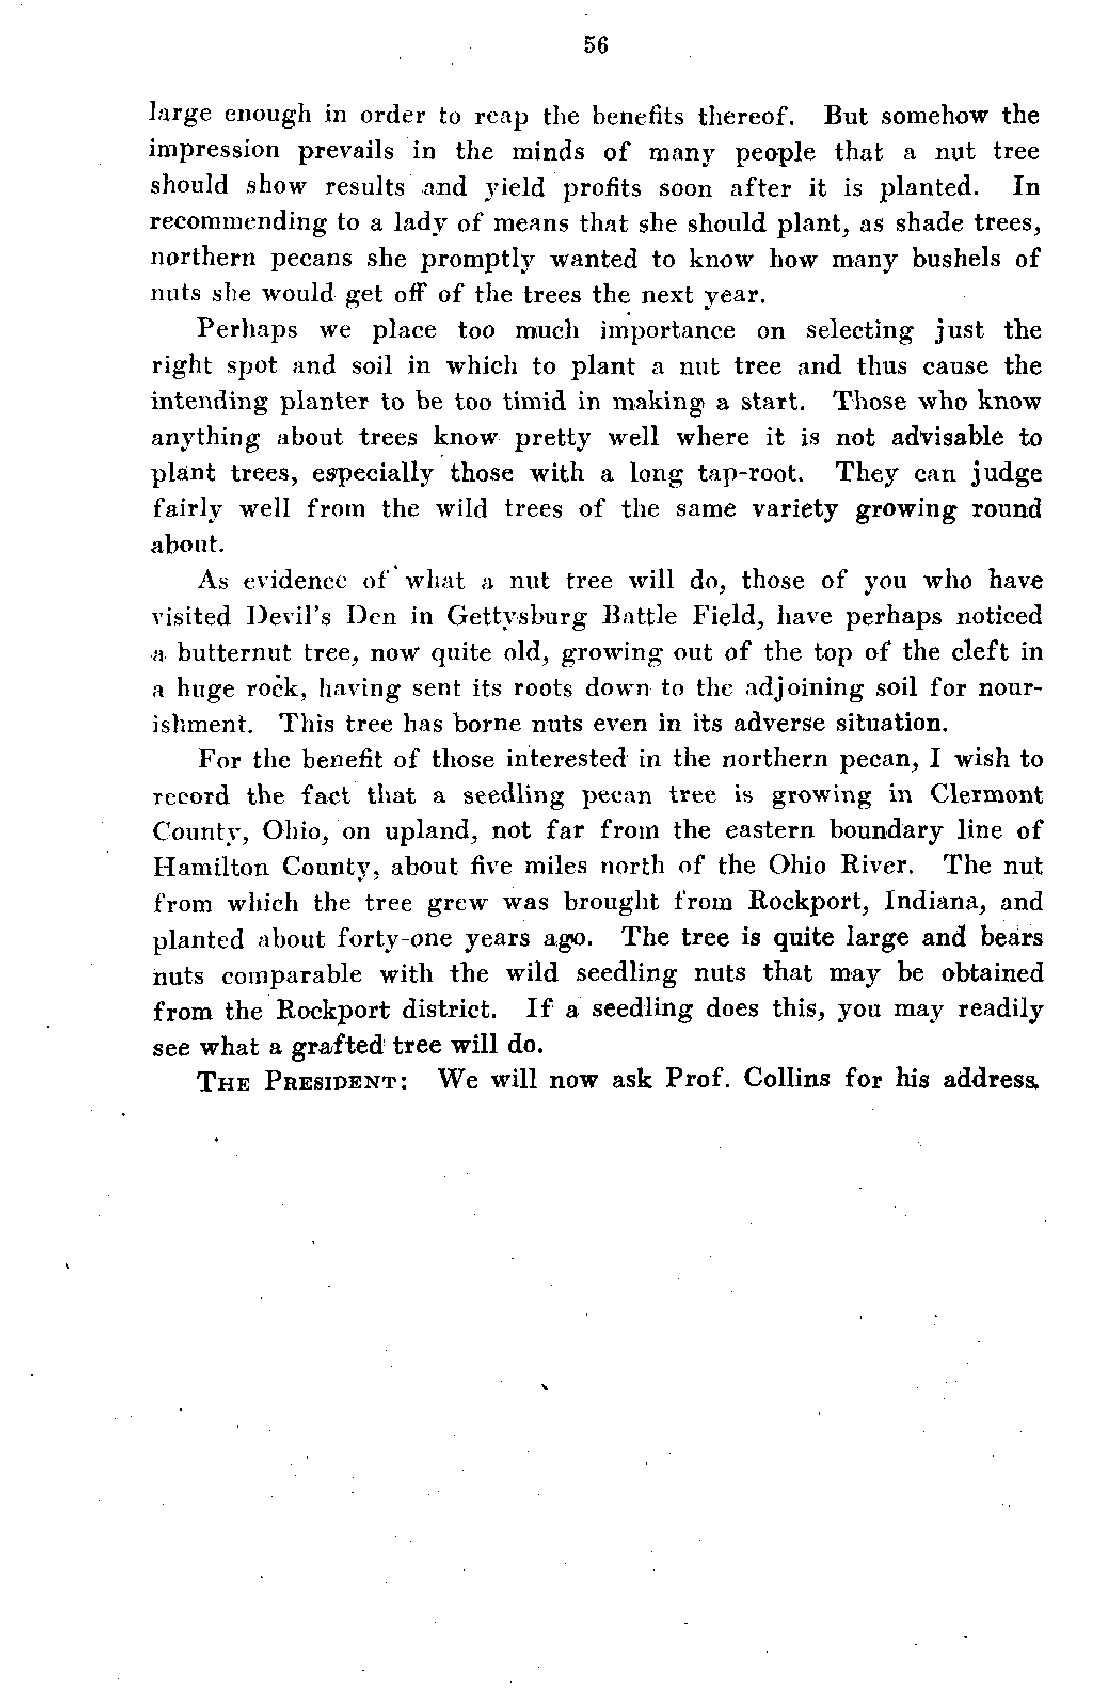 56
large enough in order to reap the benefits thereof. But somehow the
impression prevails in the minds of many people that a nut tree
should show results and yield profits soon after it is planted. In
recommending to a lady of means that she should plant, as shade trees,
northern pecans she promptly wanted to know how many bushels of
nuts she would get off of the trees the next year.
Perhaps we place too much importance on selecting just the
right spot and soil in which to plant a nut tree and thus cause the
intending planter to be too timid in making a start. Those who know
anything about trees know pretty well where it is not advisable to
plant trees, especially those with a long tap-root. They can judge
fairly well from the wild trees of the same variety growing round
about.
As evidence of what a nut tree will do, those of you who have
visited Devil's Den in Gettysburg Battle Field, have perhaps noticed
a butternut tree, now quite old, growing out of the top of the cleft in
a huge rock, having sent its roots down to the adjoining soil for nour-
ishment. This tree has borne nuts even in its adverse situation.
For the benefit of those interested in the northern pecan, I wish to
record the fact that a seedling pecan tree is growing in Clermont
County, Ohio, on upland, not far from the eastern boundary line of
Hamilton County, about five miles north of the Ohio River. The nut
from which the tree grew was brought from Rockport, Indiana, and
planted about forty-one years ago. The tree is quite large and bears
nuts comparable with the wild seedling nuts that may be obtained
from the Rockport district. If a seedling does this, you may readily
see what a grafted tree will do.
THE PRESIDENT: We will now ask Prof. Collins for his address.